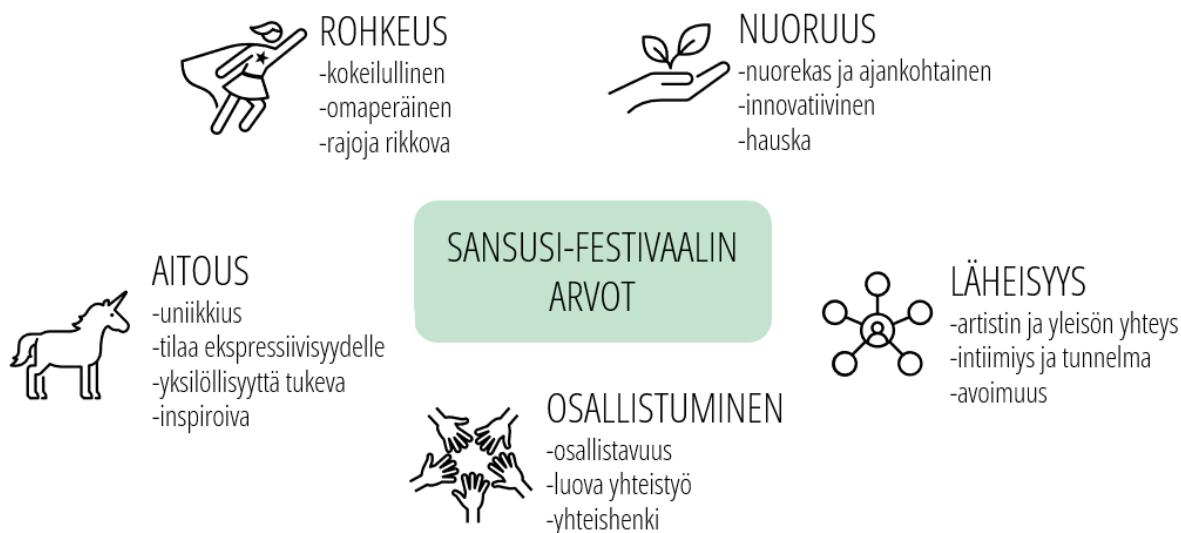 ROHKEUS
-kokeilullinen
-omaperäinen
-rajoja rikkova
NUORUUS
-nuorekas ja ajankohtainen
-innovatiivinen
-hauska
SANSUSI-FESTIVAALIN
ARVOT
AITOUS
-uniikkius
-tilaa ekspressiivisyydelle
-yksilöllisyyttä tukeva
-inspiroiva
LÄHEISYYS
-artistin ja yleisön yhteys
-intiimiys ja tunnelma
-avoimuus
OSALLISTUMINEN
-osallistavuus
-luova yhteistyö
-yhteishenki